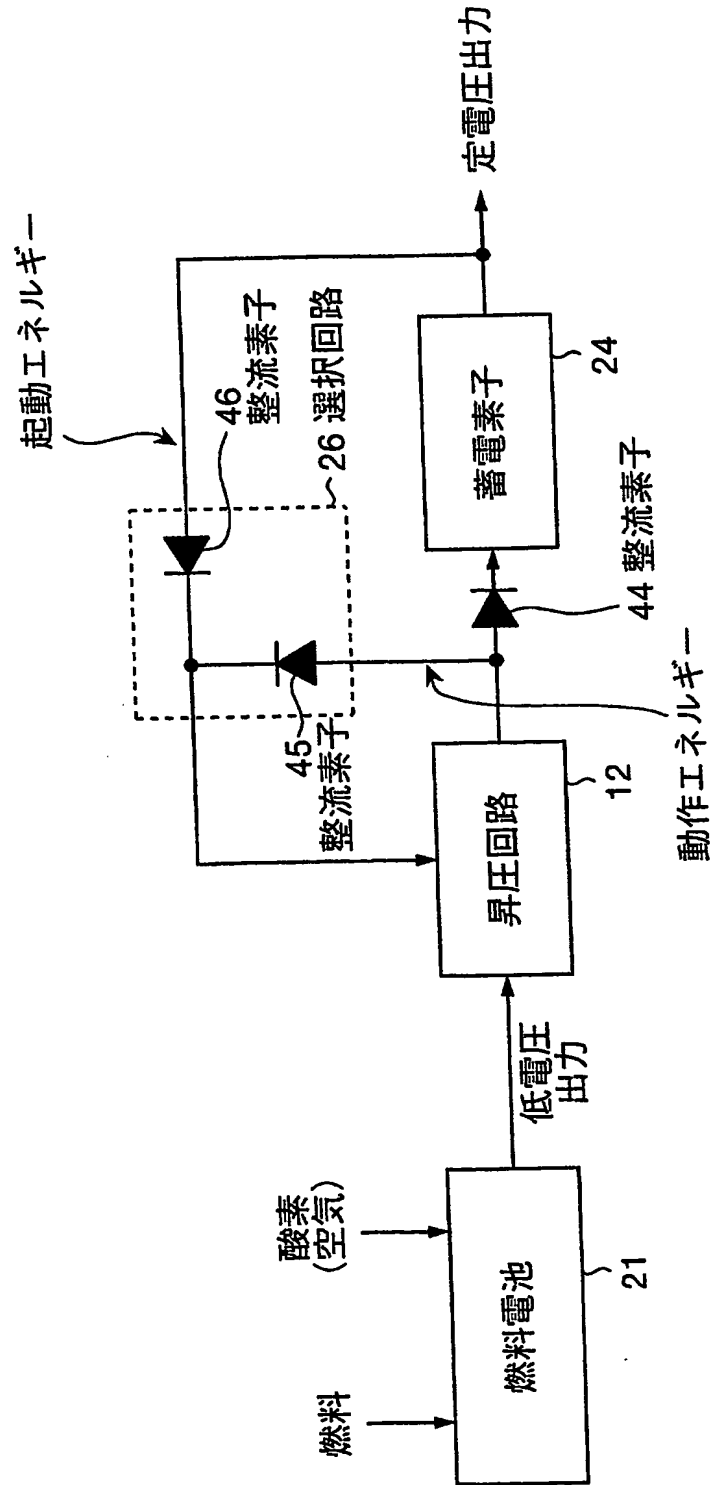 起動エネルギー
46
整流素子
26 選択回路
45
整流素子
燃料
酸素
(空気)
燃料電池
21
低電圧
出力
昇圧回路
12
動作エネルギー
44 整流素子
蓄電素子
24
定電圧出力